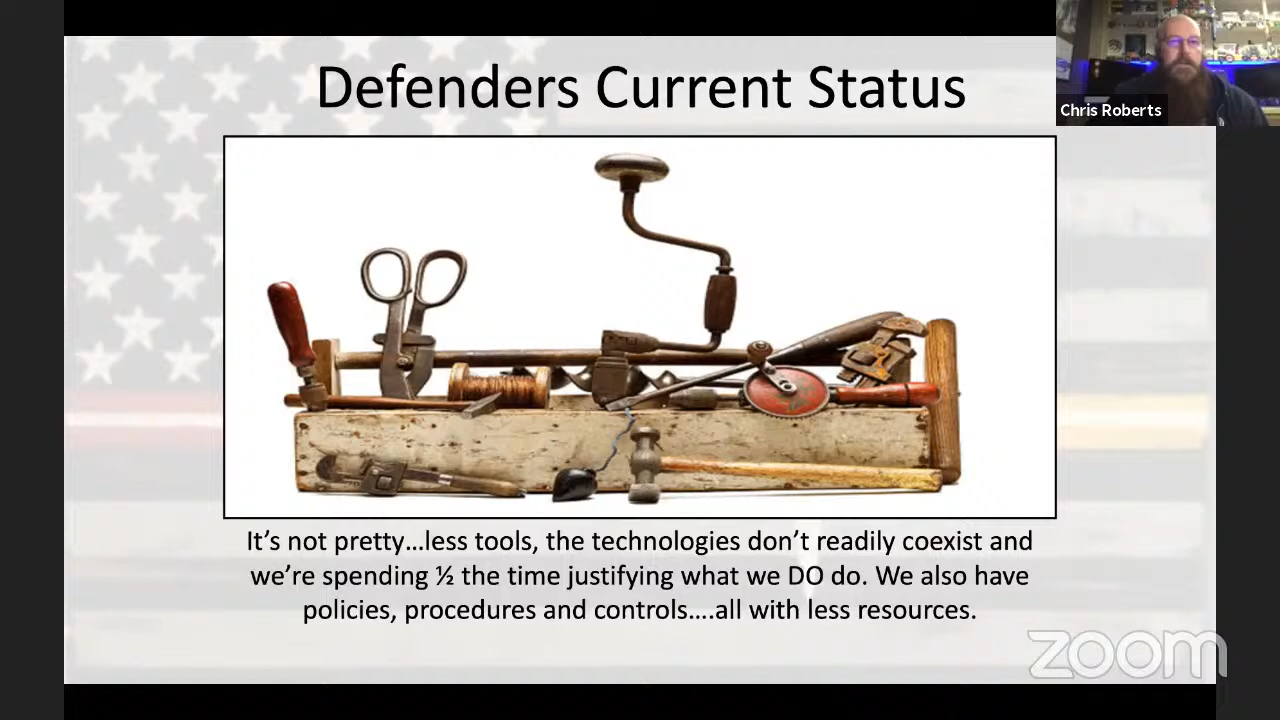 Defenders Current Status
Chris Roberts
It's not pretty…less tools, the technologies don't readily coexist and
we're spending ½ the time justifying what we DO do. We also have
policies, procedures and controls….all with less resources.
zoom